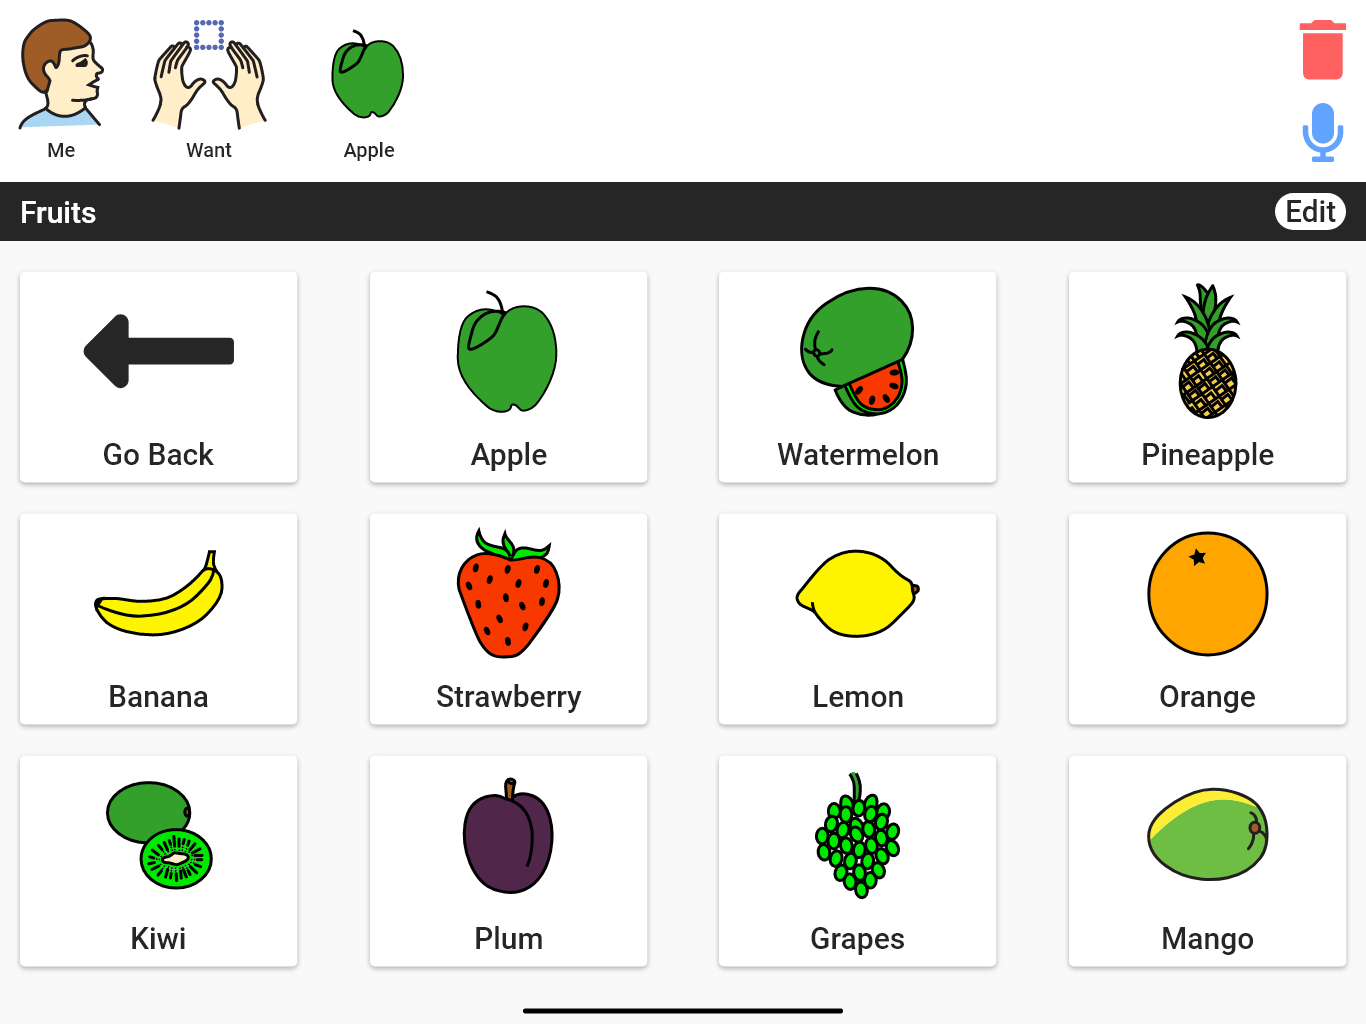 Me Want Apple
Fruits Edit
Go Back Apple Watermelon Pineapple
Banana Strawberry Lemon Orange
Kiwi Plum Grapes Mango